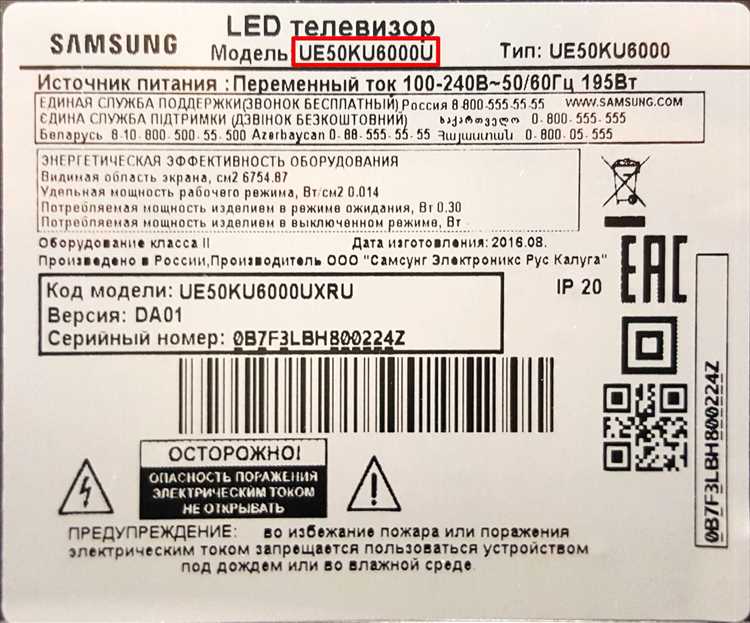 SAMSUNG
LED телевизор
Модель UE50KU6000U
Тип: UE50KU6000
Источник питания : Переменный ток 100-240В~50/60Гц 195Вт
ЕДИНАЯ СЛУЖБА ПОДДЕРЖКИ(ЗВОНОК БЕСПЛАТНЫЙ) Россия 8-800-555-55-55 WWW.SAMSUNG.COM
ЄДИНА СЛУЖБА ПІДТРИМКИ (ДЗВІНОК БЕЗКОШТОВНИЙ) საქართველო 0-800-555-555
Беларусь 8-10-800-500-55-500 Azərbaycan 0-88-555-55-55 Հայաստան 0-800-05-555
ЭНЕРГЕТИЧЕСКАЯ ЭФФЕКТИВНОСТЬ ОБОРУДОВАНИЯ
Видимая область экрана, см2 6754.87
Удельная мощность рабочего режима, Вт/см2 0.014
Потребляемая мощность изделием в режиме ожидания, Вт 0.30
Потребляемая мощность изделием в выключенном режиме, Вт -
Оборудование класса II Дата изготовления: 2016.08.
Произведено в России,Производитель ООО "Самсунг Электроникс Рус Калуга"
IP 20
EAC
Код модели: UE50KU6000UXRU
Версия: DA01
Серийный номер: 0B7F3LBH800224Z
0B7F3LBH800224Z
ОСТОРОЖНО!
ОПАСНОСТЬ ПОРАЖЕНИЯ
ЭЛЕКТРИЧЕСКИМ ТОКОМ
НЕ ОТКРЫВАТЬ
ПРЕДУПРЕЖДЕНИЕ: во избежание пожара или поражения
электрическим током запрещается пользоваться устройством
под дождем или во влажной среде.